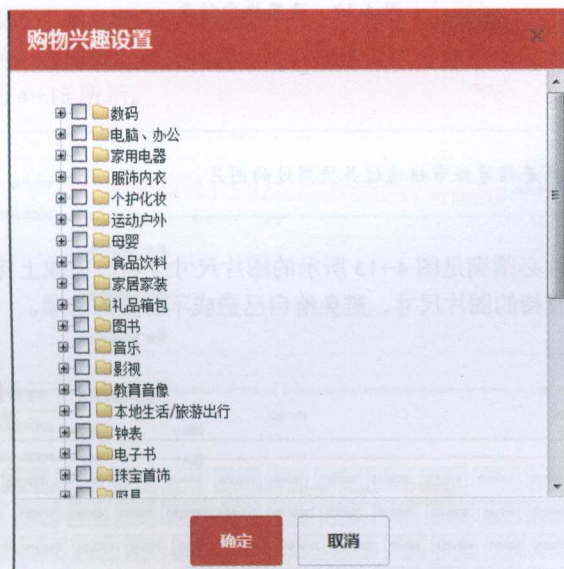 购物兴趣设置
数码
电脑、办公
家用电器
服饰内衣
个护化妆
运动户外
母婴
食品饮料
家居家装
礼品箱包
图书
音乐
影视
教育音像
本地生活/旅游出行
钟表
电子书
珠宝首饰
厨具
确定
取消